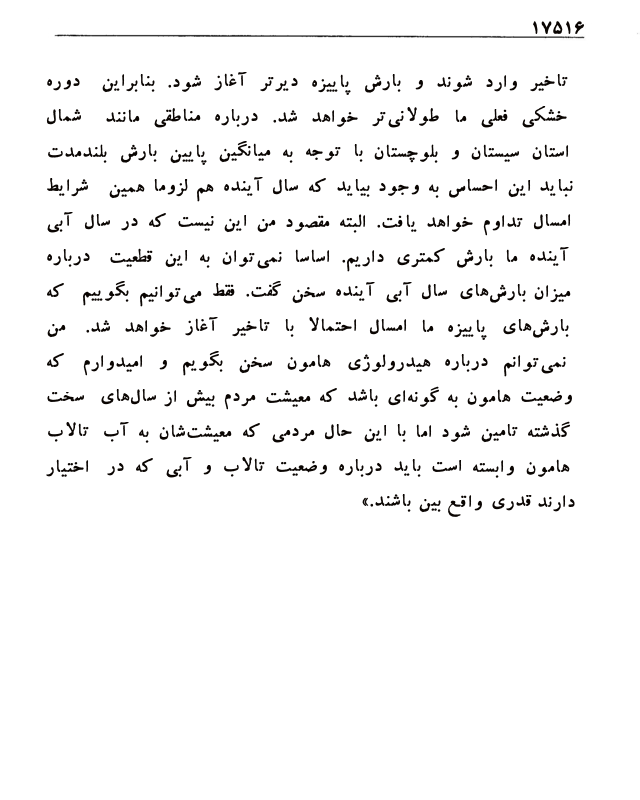 ۱۷۵۱۶
تاخیر وارد شوند و بارش پاییزه دیرتر آغاز شود. بنابراین دوره
خشکی فعلی ما طولانی‌تر خواهد شد. درباره مناطقی مانند شمال
استان سیستان و بلوچستان با توجه به میانگین پایین بارش بلندمدت
نباید این احساس به وجود بیاید که سال آینده هم لزوما همین شرایط
امسال تداوم خواهد یافت. البته مقصود من این نیست که در سال آبی
آینده ما بارش کمتری داریم. اساسا نمی‌توان به این قطعیت درباره
میزان بارش‌های سال آبی آینده سخن گفت. فقط می‌توانیم بگوییم که
بارش‌های پاییزه ما امسال احتمالا با تاخیر آغاز خواهد شد. من
نمی‌توانم درباره هیدرولوژی هامون سخن بگویم و امیدوارم که
وضعیت هامون به گونه‌ای باشد که معیشت مردم بیش از سال‌های سخت
گذشته تامین شود اما با این حال مردمی که معیشت‌شان به آب تالاب
هامون وابسته است باید درباره وضعیت تالاب و آبی که در اختیار
دارند قدری واقع بین باشند.»